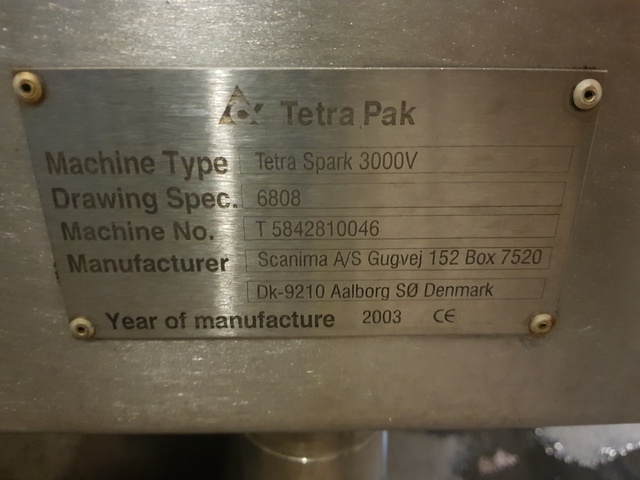 Tetra Pak
Machine Type Tetra Spark 3000V
Drawing Spec. 6808
Machine No. T 5842810046
Manufacturer Scanima A/S Gugvej 152 Box 7520
Dk-9210 Aalborg SØ Denmark
Year of manufacture 2003 CE